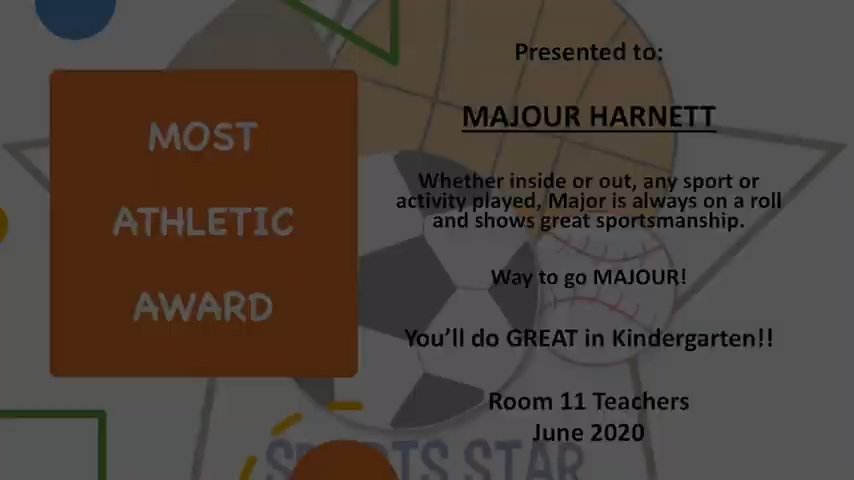 MOST
ATHLETIC
AWARD
Presented to:
MAJOUR HARNETT
Whether inside or out, any sport or
activity played, Major is always on a roll
and shows great sportsmanship.
Way to go MAJOUR!
You'll do GREAT in Kindergarten!!
Room 11 Teachers
June 2020
SPORTS STAR